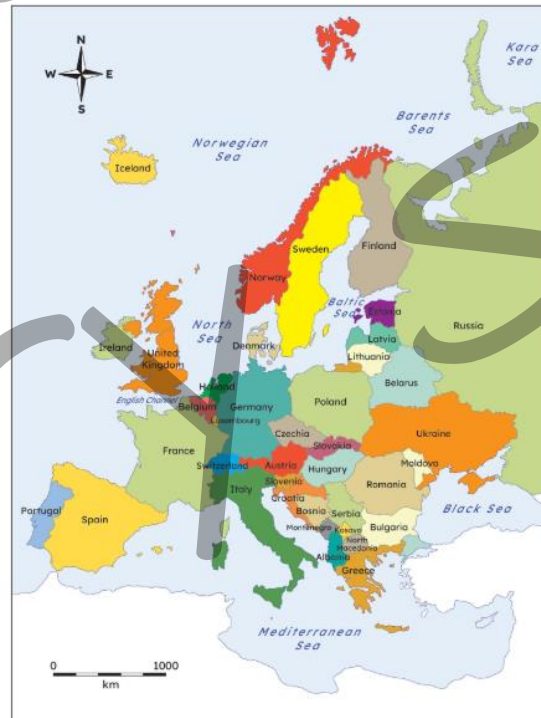 N
W E
S
Kara
Sea
Barents
Sea
Norwegian
Sea
Iceland
Sweden
Finland
Norway
Baltic
Sea
Estonia
Russia
North
Sea
Denmark
Latvia
Lithuania
Ireland
United
Kingdom
Belarus
Holland
English Channel
Belgium
Germany
Poland
Luxembourg
Ukraine
Czechia
Slovakia
France
Moldova
Switzerland
Austria
Hungary
Slovenia
Italy
Romania
Croatia
Portugal
Spain
Bosnia
Serbia
Black Sea
Montenegro
Kosovo
Bulgaria
North
Macedonia
Albania
Greece
Mediterranean
Sea
0 1000
km